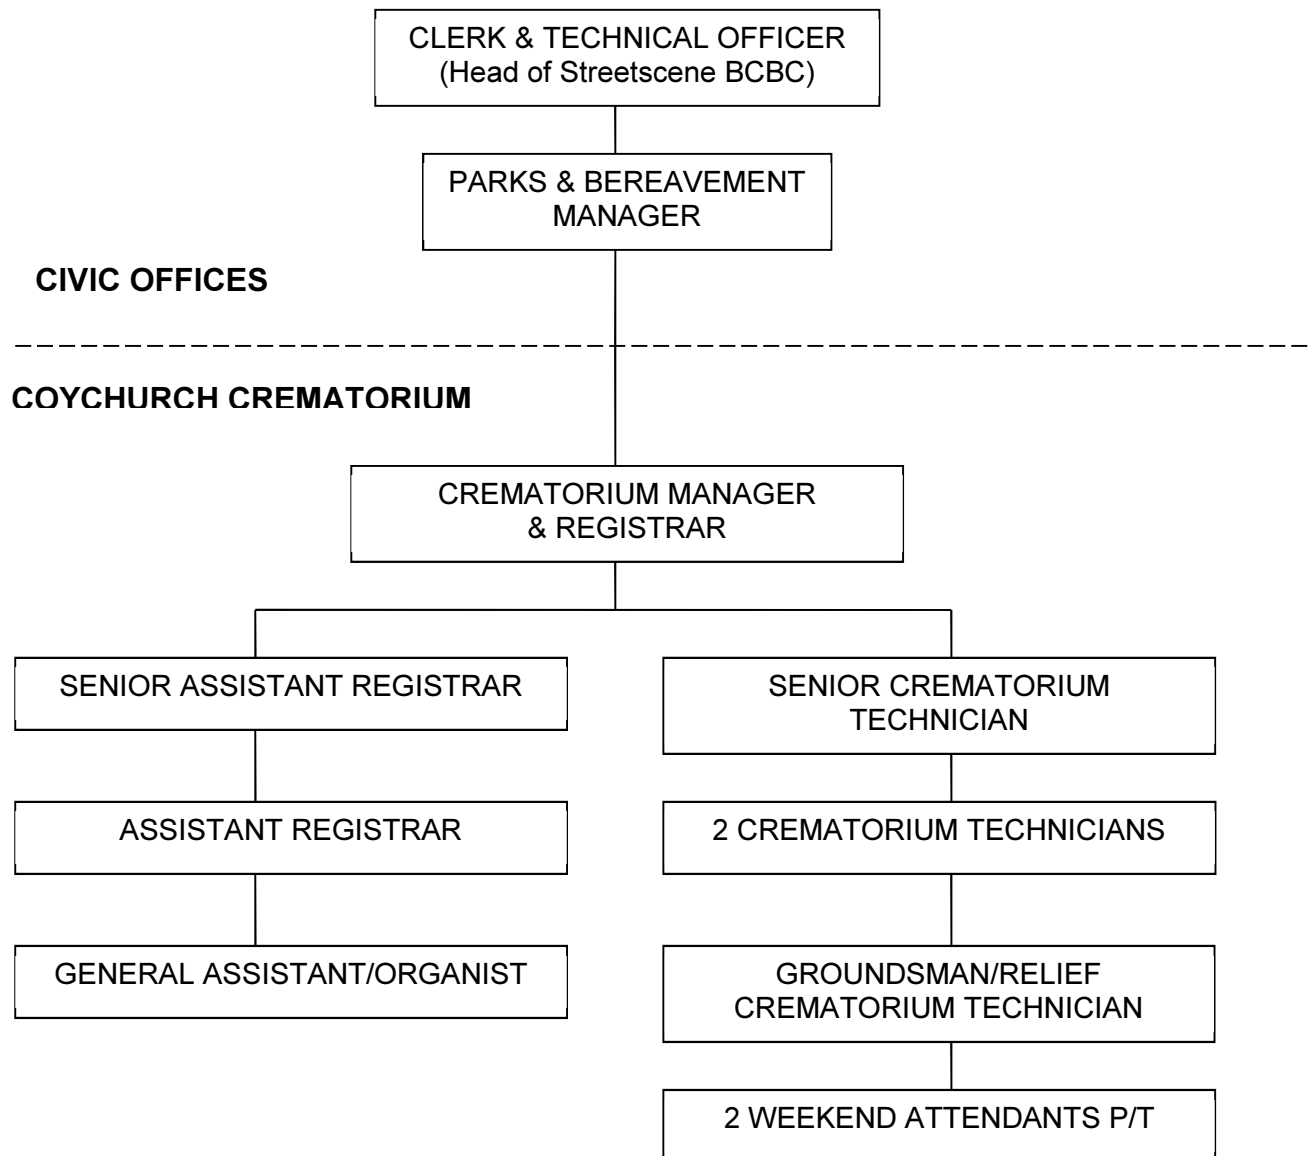 CLERK & TECHNICAL OFFICER
(Head of Streetscene BCBC)
PARKS & BEREAVEMENT
MANAGER
CIVIC OFFICES
COYCHURCH CREMATORIUM
CREMATORIUM MANAGER
& REGISTRAR
SENIOR ASSISTANT REGISTRAR
SENIOR CREMATORIUM
TECHNICIAN
ASSISTANT REGISTRAR
2 CREMATORIUM TECHNICIANS
GENERAL ASSISTANT/ORGANIST
GROUNDSMAN/RELIEF
CREMATORIUM TECHNICIAN
2 WEEKEND ATTENDANTS P/T